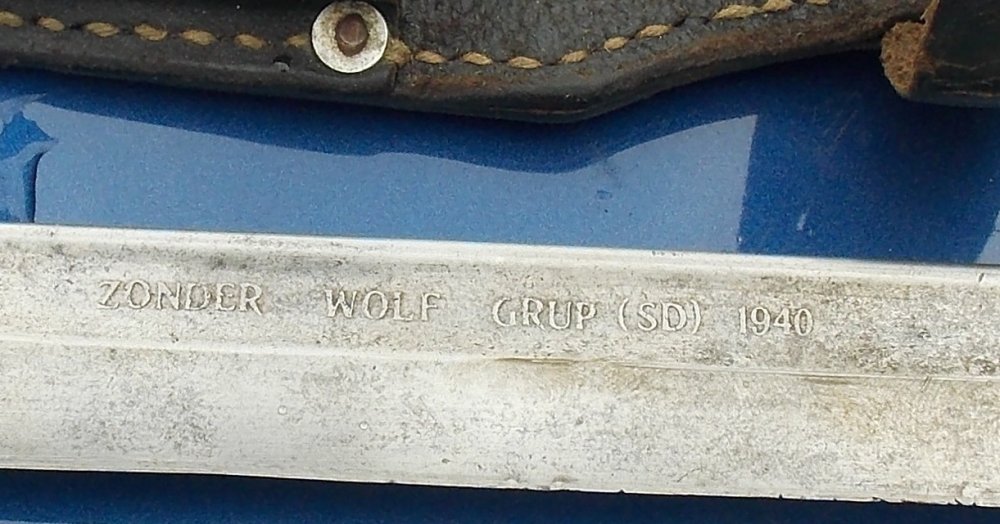 ZONDER WOLF GRUP (SD) 1940